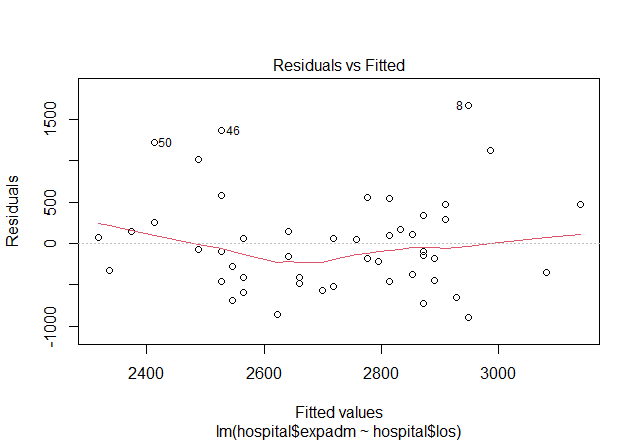 Residuals vs Fitted
1500
500
0
-1000
Residuals
50
46
8
2400
2600
2800
3000
Fitted values
lm(hospital$expadm ~ hospital$los)